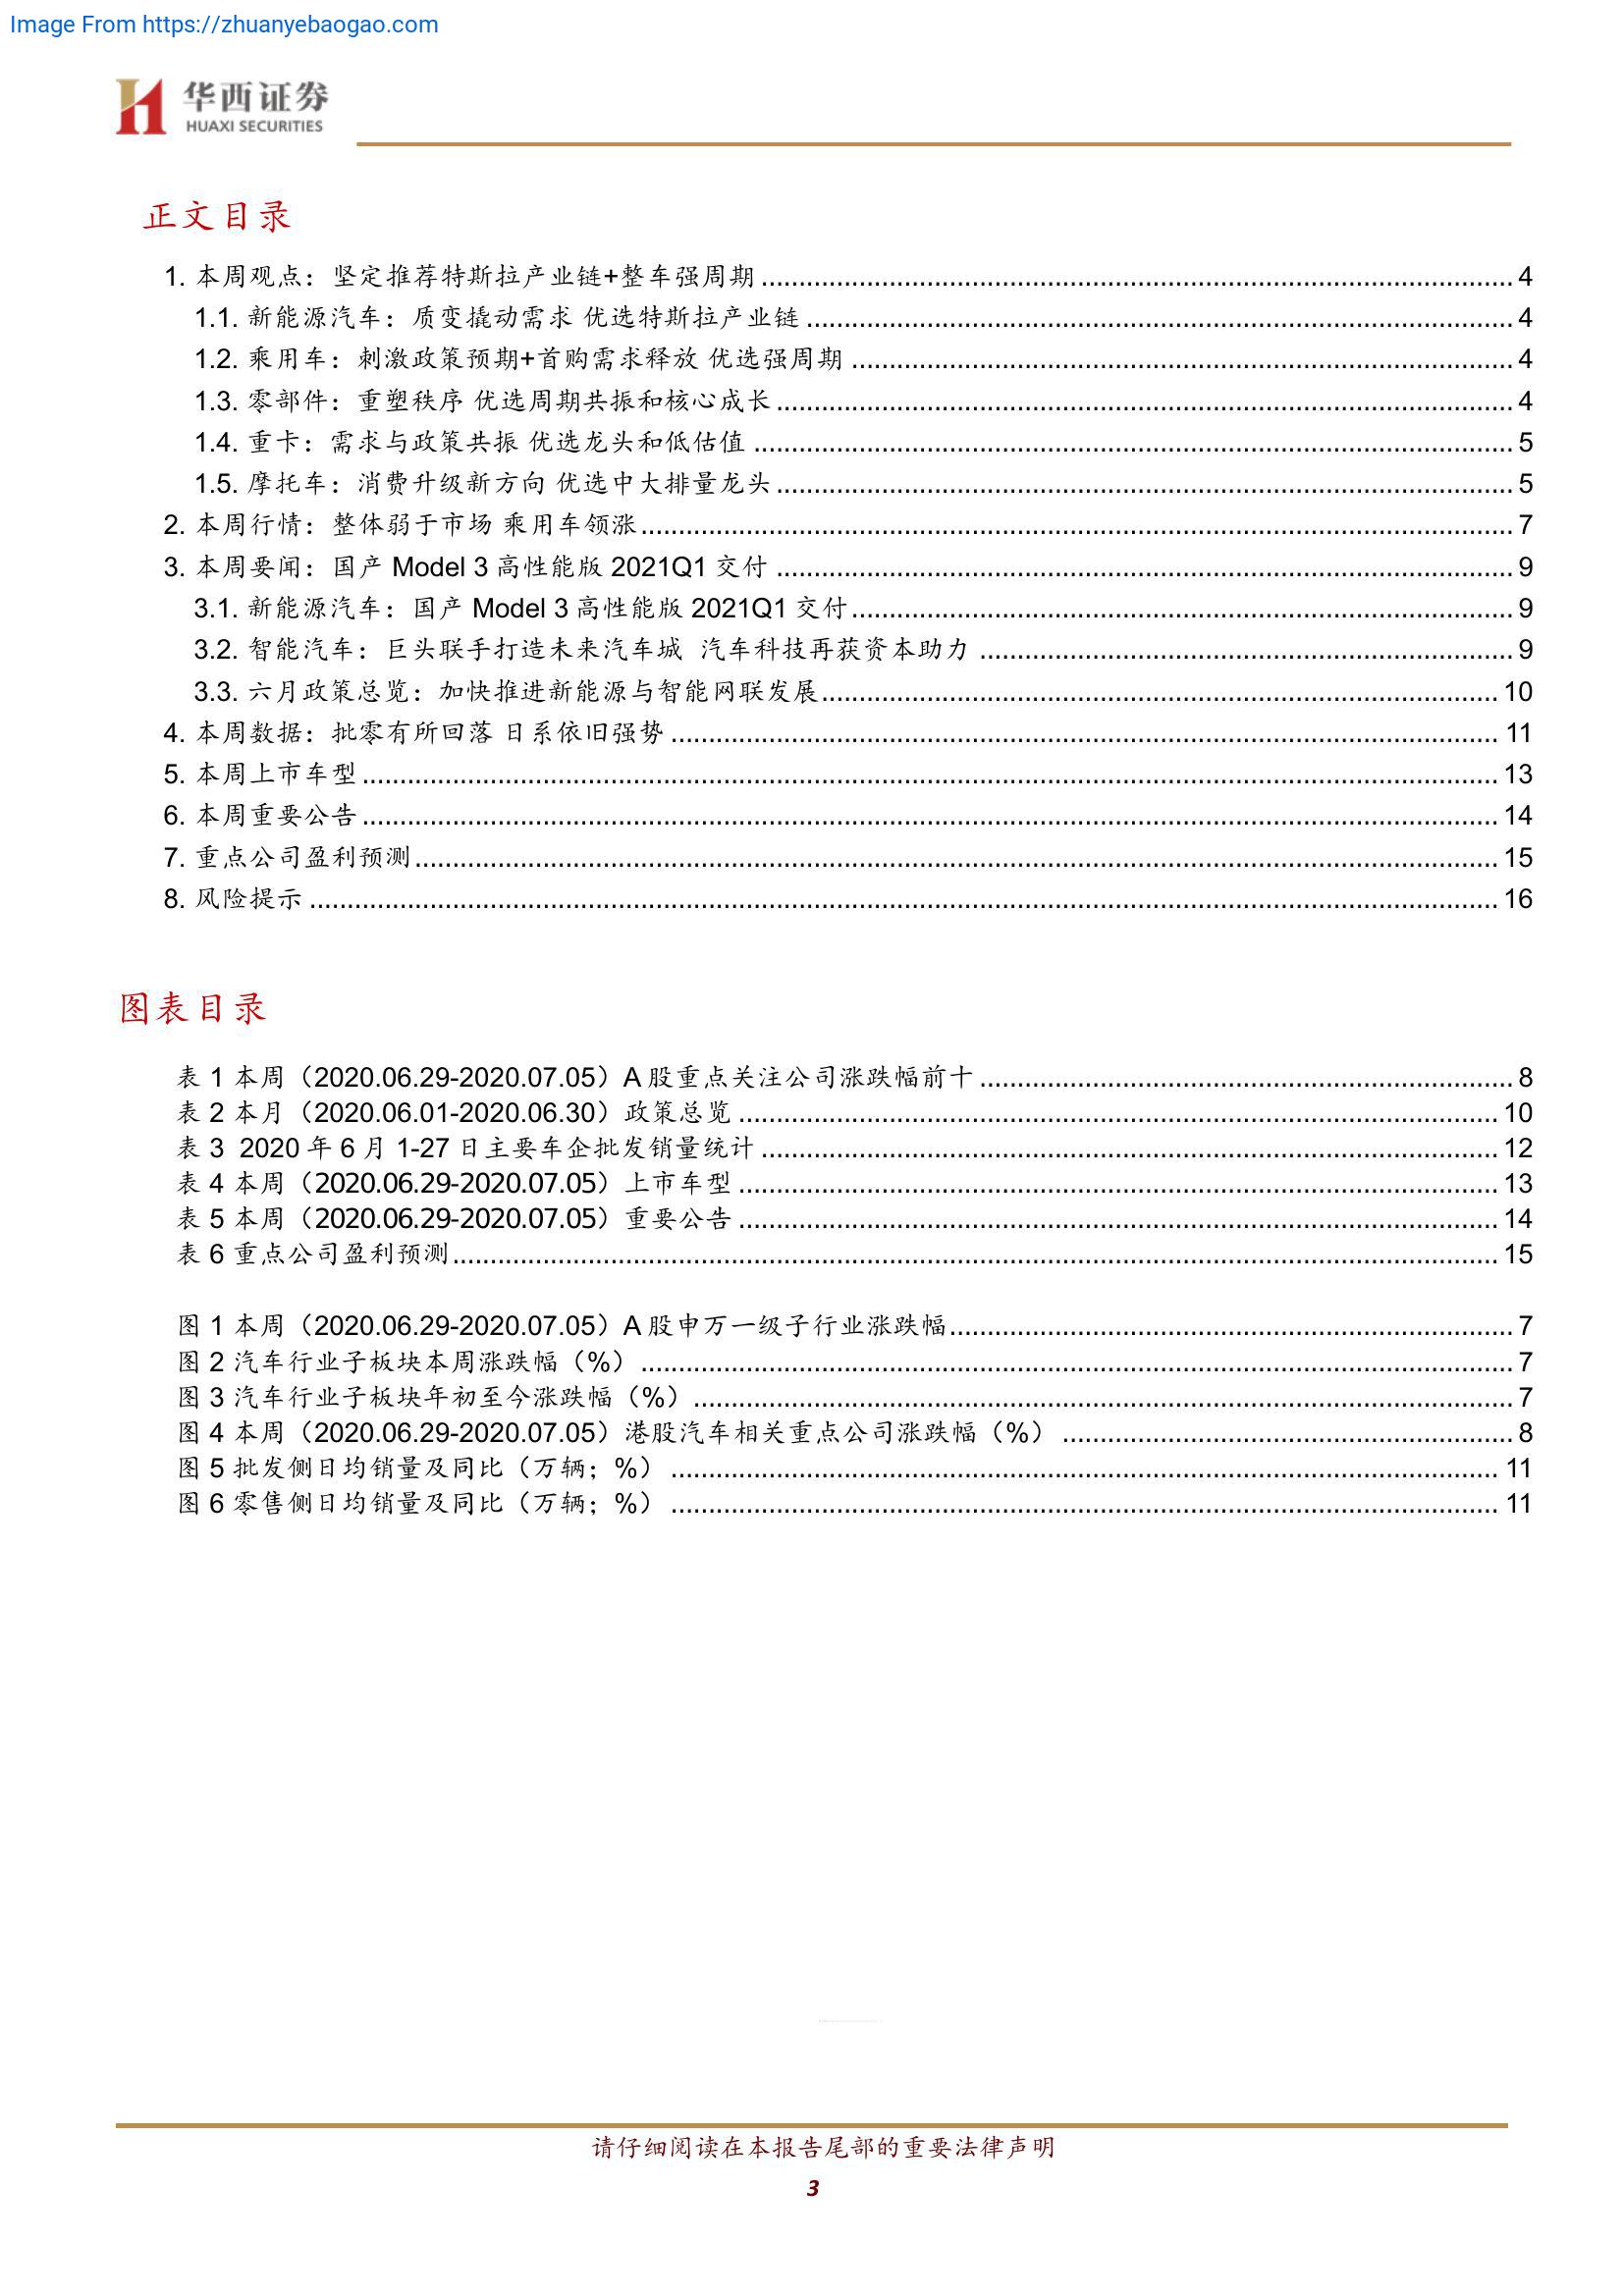 Image From https://zhuanyebaogao.com
华西证券
HUAXI SECURITIES
正文目录
1. 本周观点：坚定推荐特斯拉产业链+整车强周期 4
1.1. 新能源汽车：质变撬动需求 优选特斯拉产业链 4
1.2. 乘用车：刺激政策预期+首购需求释放 优选强周期 4
1.3. 零部件：重塑秩序 优选周期共振和核心成长 4
1.4. 重卡：需求与政策共振 优选龙头和低估值 5
1.5. 摩托车：消费升级新方向 优选中大排量龙头 5
2. 本周行情：整体弱于市场 乘用车领涨 7
3. 本周要闻：国产 Model 3 高性能版 2021Q1 交付 9
3.1. 新能源汽车：国产 Model 3 高性能版 2021Q1 交付 9
3.2. 智能汽车：巨头联手打造未来汽车城 汽车科技再获资本助力 9
3.3. 六月政策总览：加快推进新能源与智能网联发展 10
4. 本周数据：批零有所回落 日系依旧强势 11
5. 本周上市车型 13
6. 本周重要公告 14
7. 重点公司盈利预测 15
8. 风险提示 16
图表目录
表 1 本周（2020.06.29-2020.07.05）A 股重点关注公司涨跌幅前十 8
表 2 本月（2020.06.01-2020.06.30）政策总览 10
表 3 2020 年 6 月 1-27 日主要车企批发销量统计 12
表 4 本周（2020.06.29-2020.07.05）上市车型 13
表 5 本周（2020.06.29-2020.07.05）重要公告 14
表 6 重点公司盈利预测 15
图 1 本周（2020.06.29-2020.07.05）A 股申万一级子行业涨跌幅 7
图 2 汽车行业子板块本周涨跌幅（%） 7
图 3 汽车行业子板块年初至今涨跌幅（%） 7
图 4 本周（2020.06.29-2020.07.05）港股汽车相关重点公司涨跌幅（%） 8
图 5 批发侧日均销量及同比（万辆；%） 11
图 6 零售侧日均销量及同比（万辆；%） 11
请仔细阅读在本报告尾部的重要法律声明
3